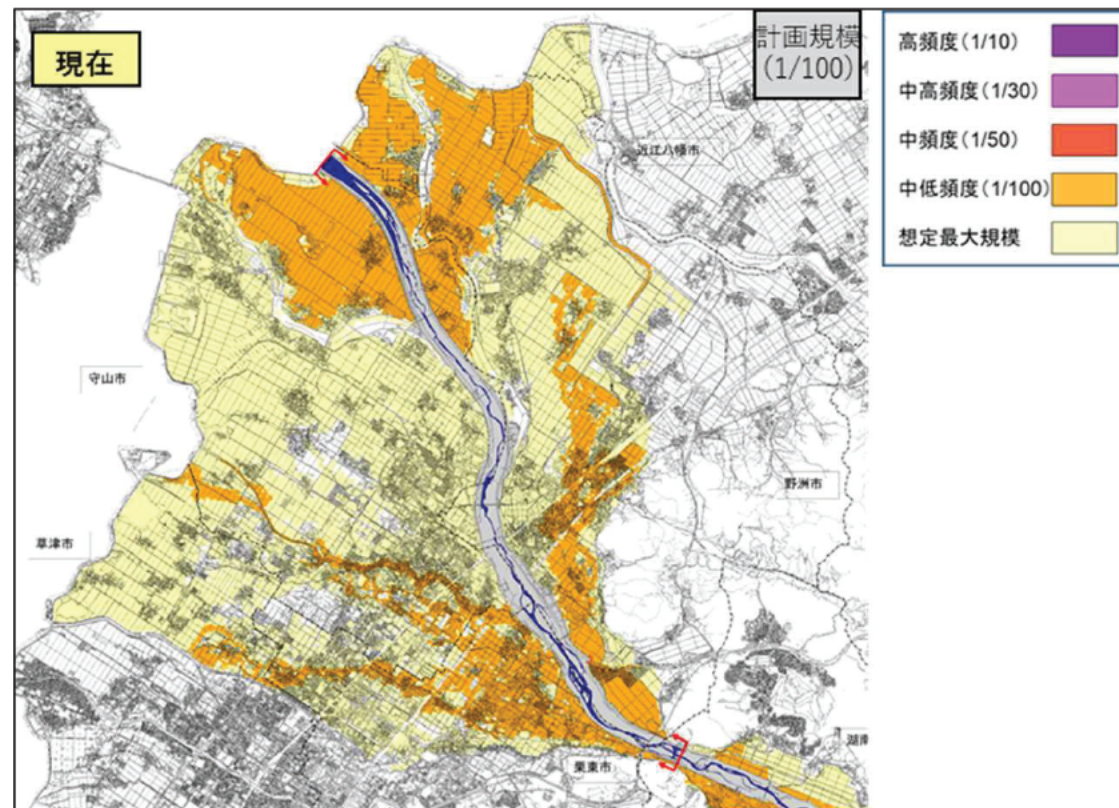 現在
計画規模
(1/100)
高頻度(1/10)
中高頻度(1/30)
中頻度(1/50)
中低頻度(1/100)
想定最大規模
近江八幡市
守山市
野洲市
草津市
栗東市